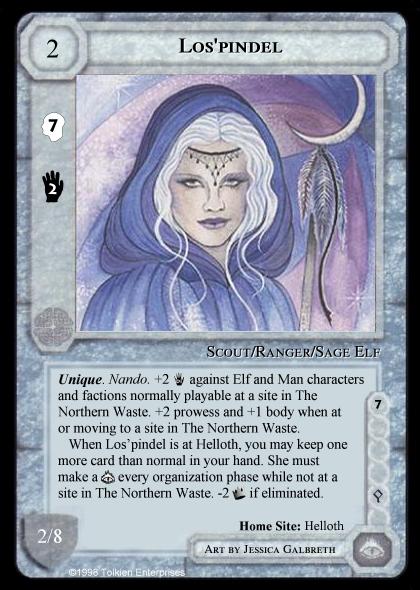 2
Los'pindel
7
2
Scout/Ranger/Sage Elf
Unique. Nando. +2 against Elf and Man characters
and factions normally playable at a site in The
Northern Waste. +2 prowess and +1 body when at
or moving to a site in The Northern Waste.
When Los'pindel is at Helloth, you may keep one
more card than normal in your hand. She must
make a every organization phase while not at a
site in The Northern Waste. -2 if eliminated.
7
Home Site: Helloth
2/8
Art by Jessica Galbreth
©1998 Tolkien Enterprises